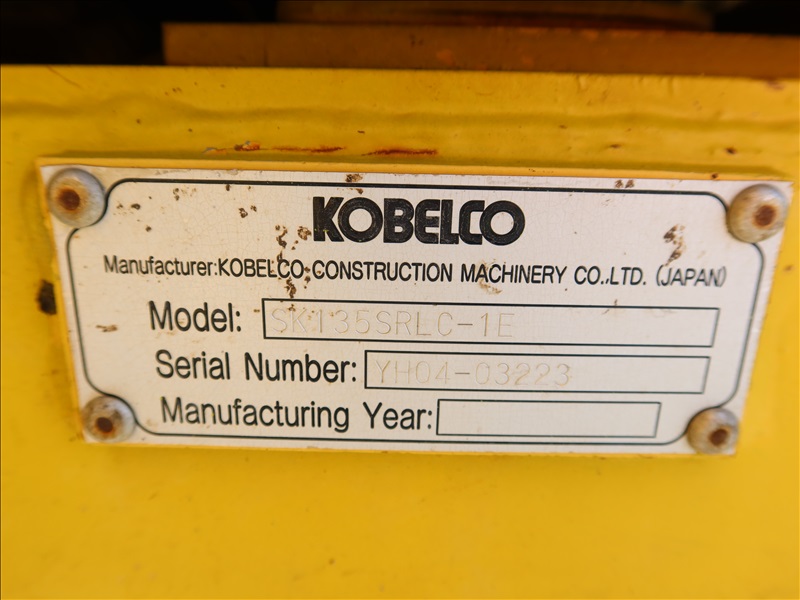 KOBELCO
Manufacturer:KOBELCO CONSTRUCTION MACHINERY CO.,LTD. (JAPAN)
Model: SK135SRLC-1E
Serial Number: YH04-03223
Manufacturing Year: